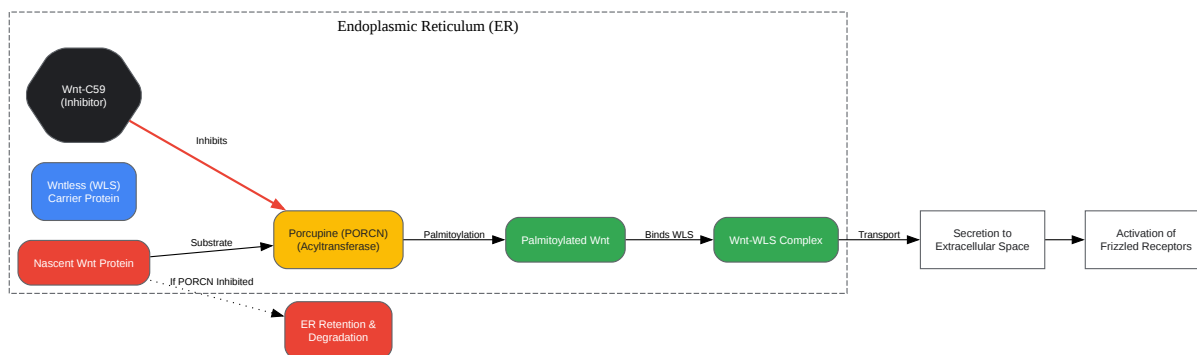 Endoplasmic Reticulum (ER)
Wnt-C59
(Inhibitor)
Inhibits
Wntless (WLS)
Carrier Protein
Nascent Wnt Protein
Substrate
If PORCN Inhibited
Porcupine (PORCN)
(Acyltransferase)
Palmitoylation
Palmitoylated Wnt
Binds WLS
Wnt-WLS Complex
Transport
Secretion to
Extracellular Space
Activation of
Frizzled Receptors
ER Retention &
Degradation